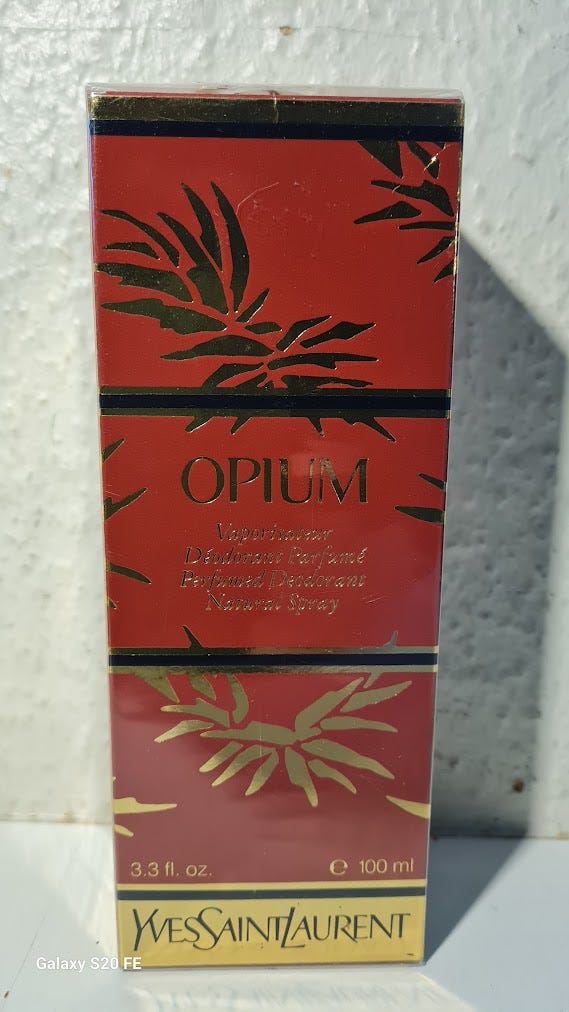 OPIUM
Vaporisateur
Déodorant Parfumé
Perfumed Deodorant
Natural Spray
3.3 fl. oz.
℮ 100 ml
YVESSAINTLAURENT
Galaxy S20 FE